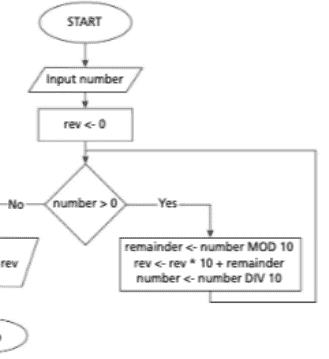 START
Input number
rev <- 0
number > 0
No
Yes
remainder <- number MOD 10
rev <- rev * 10 + remainder
number <- number DIV 10
rev